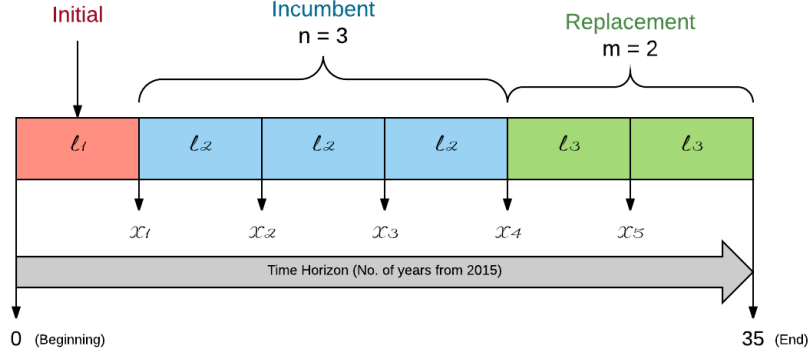 Initial
Incumbent
n = 3
Replacement
m = 2
ℓ1 ℓ2 ℓ2 ℓ2 ℓ3 ℓ3
x1 x2 x3 x4 x5
Time Horizon (No. of years from 2015)
0 (Beginning) 35 (End)